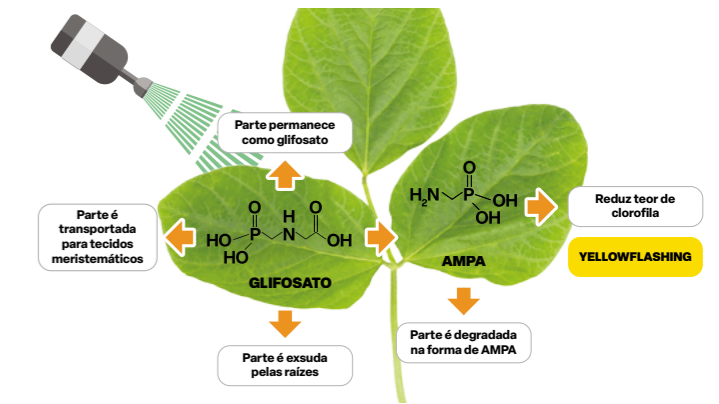 Parte permanece
como glifosato
Parte é
transportada
para tecidos
meristemáticos
O
H
O
HO
P
N
OH
HO
GLIFOSATO
Parte é exsuda
pelas raízes
O
H₂N
P
OH
OH
AMPA
Parte é degradada
na forma de AMPA
Reduz teor de
clorofila
YELLOWFLASHING